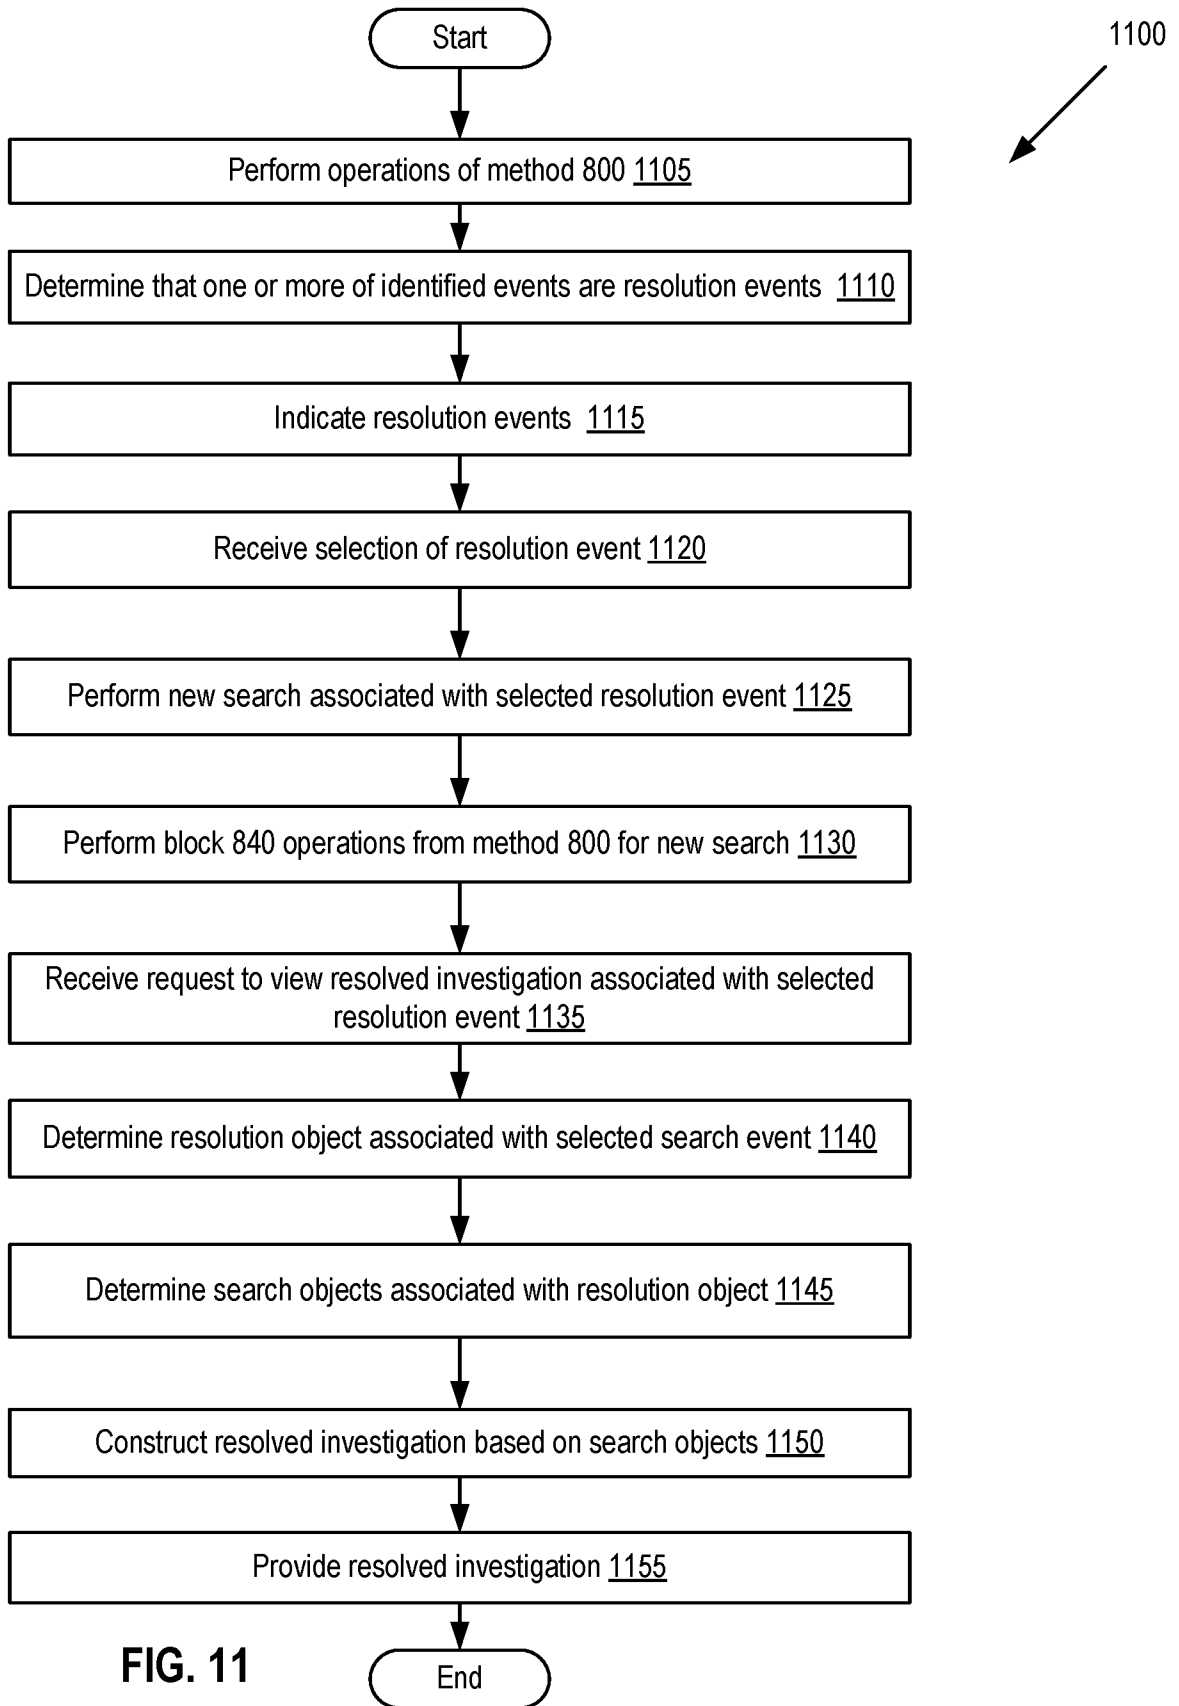 Start
1100
Perform operations of method 800 1105
Determine that one or more of identified events are resolution events 1110
Indicate resolution events 1115
Receive selection of resolution event 1120
Perform new search associated with selected resolution event 1125
Perform block 840 operations from method 800 for new search 1130
Receive request to view resolved investigation associated with selected
resolution event 1135
Determine resolution object associated with selected search event 1140
Determine search objects associated with resolution object 1145
Construct resolved investigation based on search objects 1150
Provide resolved investigation 1155
FIG. 11
End